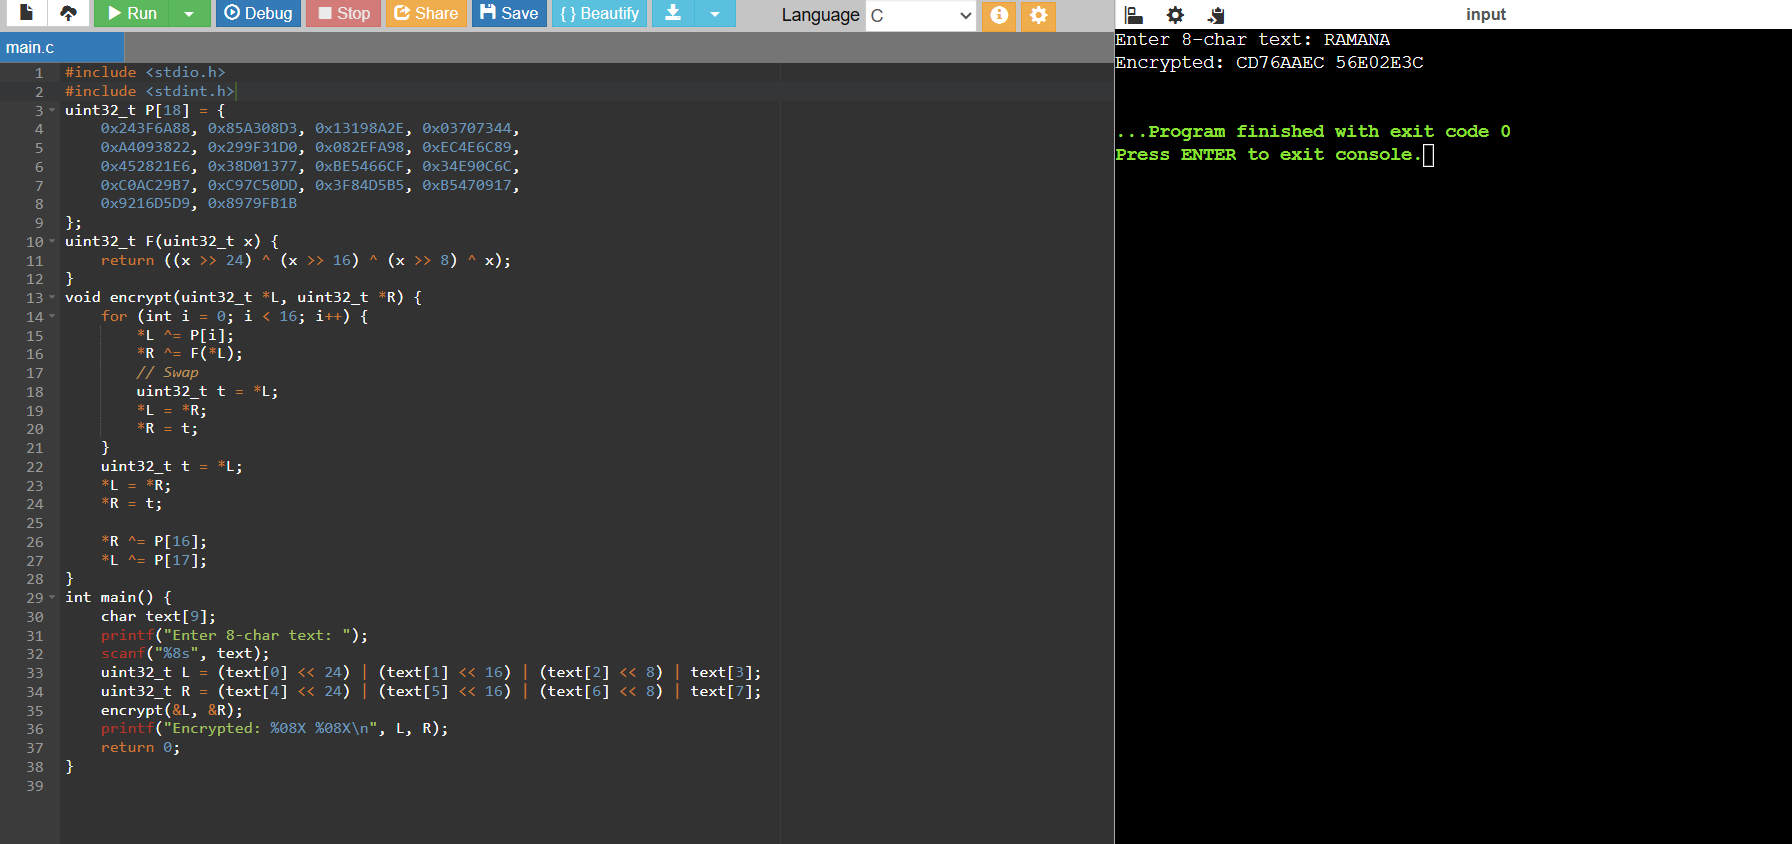 Run Debug Stop Share Save { } Beautify Language C
input
main.c
1 #include <stdio.h>
2 #include <stdint.h>
3 uint32_t P[18] = {
4 0x243F6A88, 0x85A308D3, 0x13198A2E, 0x03707344,
5 0xA4093822, 0x299F31D0, 0x082EFA98, 0xEC4E6C89,
6 0x452821E6, 0x38D01377, 0xBE5466CF, 0x34E90C6C,
7 0xC0AC29B7, 0xC97C50DD, 0x3F84D5B5, 0xB5470917,
8 0x9216D5D9, 0x8979FB1B
9 };
10 uint32_t F(uint32_t x) {
11 return ((x >> 24) ^ (x >> 16) ^ (x >> 8) ^ x);
12 }
13 void encrypt(uint32_t *L, uint32_t *R) {
14 for (int i = 0; i < 16; i++) {
15 *L ^= P[i];
16 *R ^= F(*L);
17 // Swap
18 uint32_t t = *L;
19 *L = *R;
20 *R = t;
21 }
22 uint32_t t = *L;
23 *L = *R;
24 *R = t;
25
26 *R ^= P[16];
27 *L ^= P[17];
28 }
29 int main() {
30 char text[9];
31 printf("Enter 8-char text: ");
32 scanf("%8s", text);
33 uint32_t L = (text[0] << 24) | (text[1] << 16) | (text[2] << 8) | text[3];
34 uint32_t R = (text[4] << 24) | (text[5] << 16) | (text[6] << 8) | text[7];
35 encrypt(&L, &R);
36 printf("Encrypted: %08X %08X\n", L, R);
37 return 0;
38 }
39
Enter 8-char text: RAMANA
Encrypted: CD76AAEC 56E02E3C
...Program finished with exit code 0
Press ENTER to exit console.